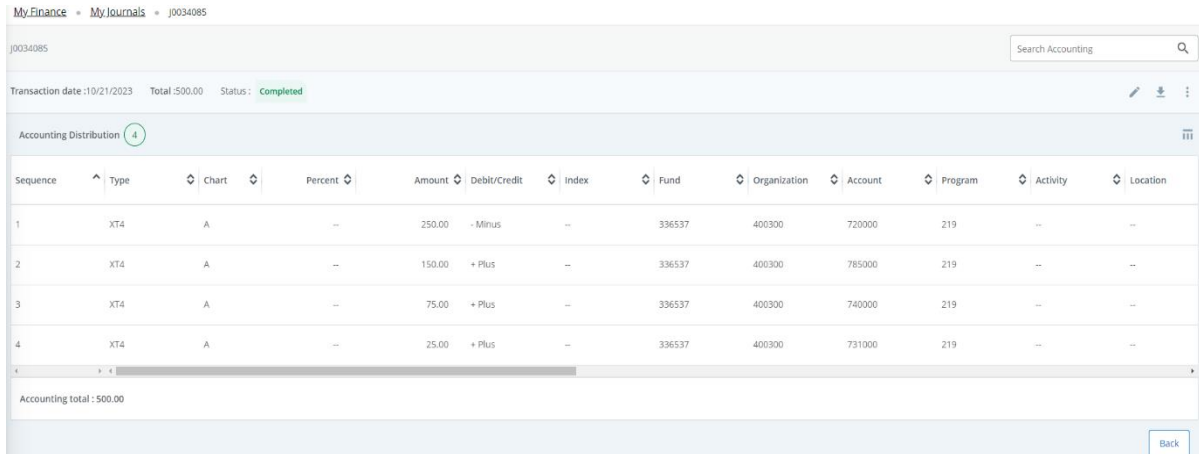 My Finance • My Journals • J0034085
J0034085 Search Accounting
Transaction date :10/21/2023 Total :500.00 Status : Completed
Accounting Distribution 4
Sequence Type Chart Percent Amount Debit/Credit Index Fund Organization Account Program Activity Location
1 XT4 A -- 250.00 - Minus -- 336537 400300 720000 219 -- --
2 XT4 A -- 150.00 + Plus -- 336537 400300 785000 219 -- --
3 XT4 A -- 75.00 + Plus -- 336537 400300 740000 219 -- --
4 XT4 A -- 25.00 + Plus -- 336537 400300 731000 219 -- --
Accounting total : 500.00
Back